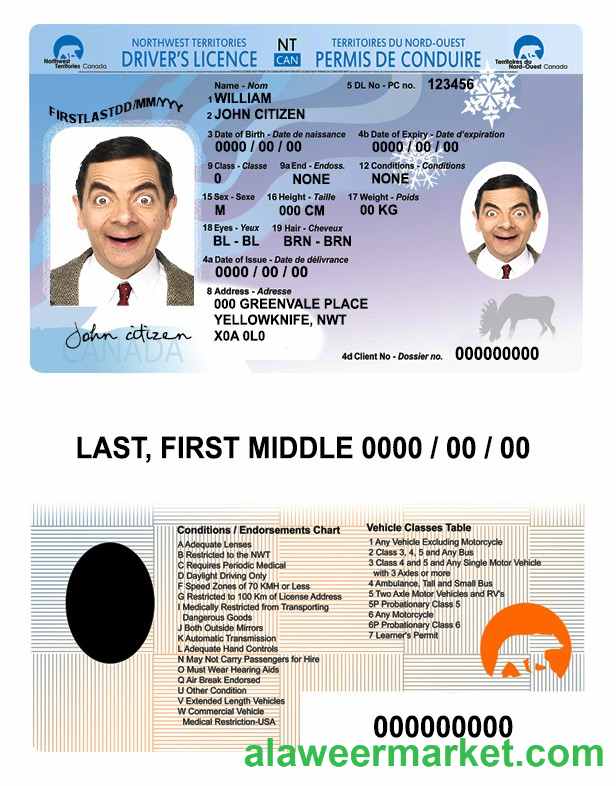 Northwest Territories Canada
NORTHWEST TERRITORIES
DRIVER'S LICENCE
NT
CAN
TERRITOIRES DU NORD-OUEST
PERMIS DE CONDUIRE
Territoires du Nord-Ouest Canada
FIRSTLASTDD/MM/YYY
Name - Nom
5 DL No - PC no. 123456
1 WILLIAM
2 JOHN CITIZEN
3 Date of Birth - Date de naissance 4b Date of Expiry - Date d'expiration
0000 / 00 / 00 0000 / 00 / 00
9 Class - Classe 9a End - Endoss. 12 Conditions - Conditions
0 NONE NONE
15 Sex - Sexe 16 Height - Taille 17 Weight - Poids
M 000 CM 00 KG
18 Eyes - Yeux 19 Hair - Cheveux
BL - BL BRN - BRN
4a Date of Issue - Date de délivrance
0000 / 00 / 00
8 Address - Adresse
000 GREENVALE PLACE
YELLOWKNIFE, NWT
X0A 0L0
John citizen
CANADA
4d Client No - Dossier no. 000000000
LAST, FIRST MIDDLE 0000 / 00 / 00
Conditions / Endorsements Chart
A Adequate Lenses
B Restricted to the NWT
C Requires Periodic Medical
D Daylight Driving Only
F Speed Zones of 70 KMH or Less
G Restricted to 100 Km of License Address
I Medically Restricted from Transporting
Dangerous Goods
J Both Outside Mirrors
K Automatic Transmission
L Adequate Hand Controls
N May Not Carry Passengers for Hire
O Must Wear Hearing Aids
Q Air Break Endorsed
U Other Condition
V Extended Length Vehicles
W Commercial Vehicle
Medical Restriction-USA
Vehicle Classes Table
1 Any Vehicle Excluding Motorcycle
2 Class 3, 4, 5 and Any Bus
3 Class 4 and 5 and Any Single Motor Vehicle
with 3 Axles or more
4 Ambulance, Tall and Small Bus
5 Two Axle Motor Vehicles and RV's
5P Probationary Class 5
6 Any Motorcycle
6P Probationary Class 6
7 Learner's Permit
000000000
alaweermarket.com